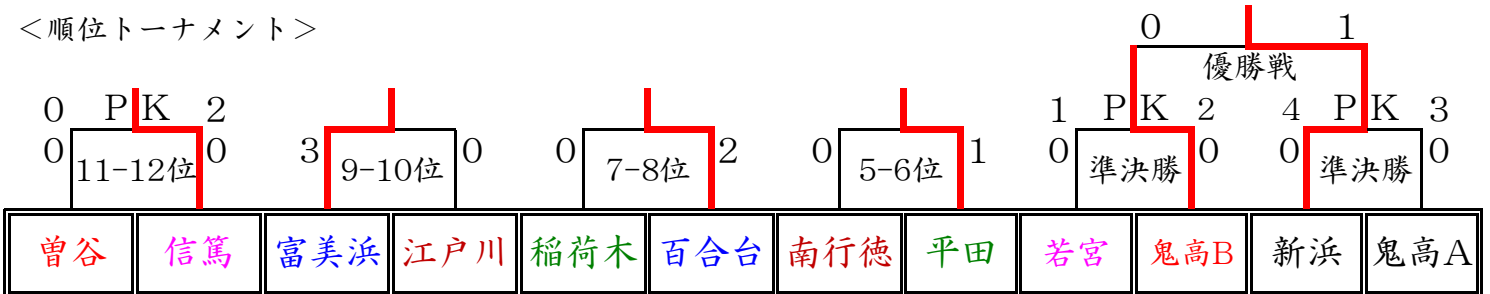 ＜順位トーナメント＞
0 1
優勝戦
0 PK 2 1 PK 2 4 PK 3
0 11-12位 0 3 9-10位 0 0 7-8位 2 0 5-6位 1 0 準決勝 0 0 準決勝 0
曽谷 信篤 富美浜 江戸川 稲荷木 百合台 南行徳 平田 若宮 鬼高B 新浜 鬼高A